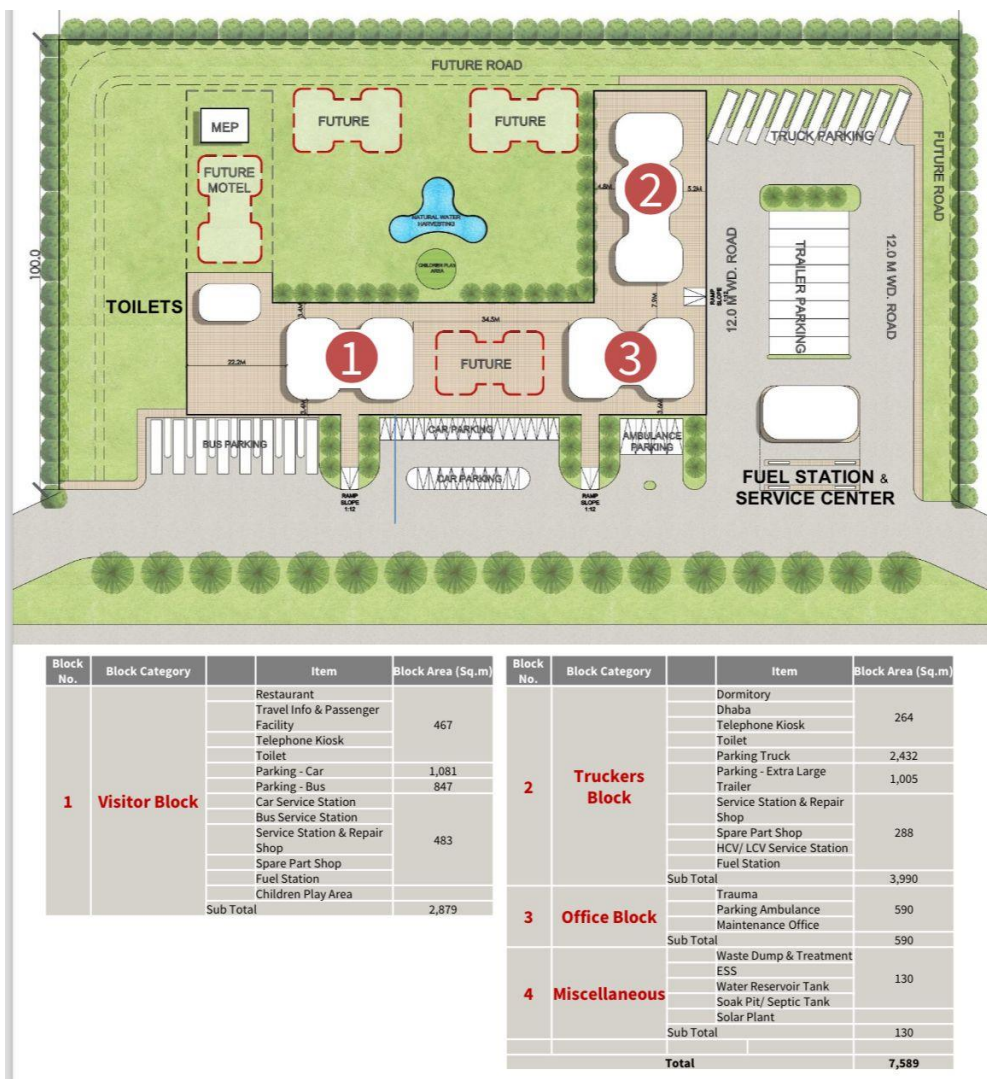 FUTURE ROAD
MEP
FUTURE
FUTURE
TRUCK PARKING
FUTURE ROAD
FUTURE
MOTEL
2
4.8M
5.2M
NATURAL WATER
HARVESTING
CHILDREN PLAY
AREA
100.0
TOILETS
12.0 M WD. ROAD
TRAILER PARKING
12.0 M WD. ROAD
RAMP
SLOPE
7.9M
34.5M
22.2M
1
FUTURE
3
BUS PARKING
CAR PARKING
AMBULANCE
PARKING
CAR PARKING
RAMP
SLOPE
1:12
RAMP
SLOPE
1:12
FUEL STATION &
SERVICE CENTER
Block No. Block Category Item Block Area (Sq.m)
1 Visitor Block
Restaurant
Travel Info & Passenger Facility
Telephone Kiosk
Toilet
467
Parking - Car 1,081
Parking - Bus 847
Car Service Station
Bus Service Station
Service Station & Repair Shop
Spare Part Shop
Fuel Station
483
Children Play Area
Sub Total 2,879
Block No. Block Category Item Block Area (Sq.m)
2 Truckers Block
Dormitory
Dhaba
Telephone Kiosk
Toilet
264
Parking Truck 2,432
Parking - Extra Large Trailer 1,005
Service Station & Repair Shop
Spare Part Shop
HCV/ LCV Service Station
Fuel Station
288
Sub Total 3,990
3 Office Block
Trauma
Parking Ambulance
Maintenance Office
590
Sub Total 590
4 Miscellaneous
Waste Dump & Treatment
ESS
Water Reservoir Tank
Soak Pit/ Septic Tank
130
Solar Plant
Sub Total 130
Total 7,589